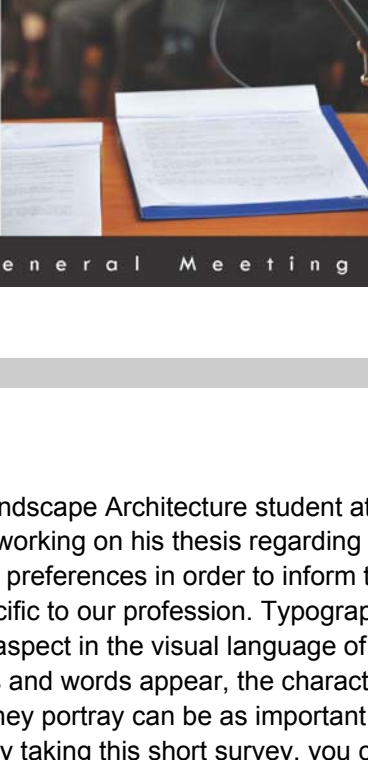 eneral Meeting
ndscape Architecture student at
working on his thesis regarding
preferences in order to inform t
cific to our profession. Typograp
aspect in the visual language of
s and words appear, the charact
hey portray can be as important
y taking this short survey, you c